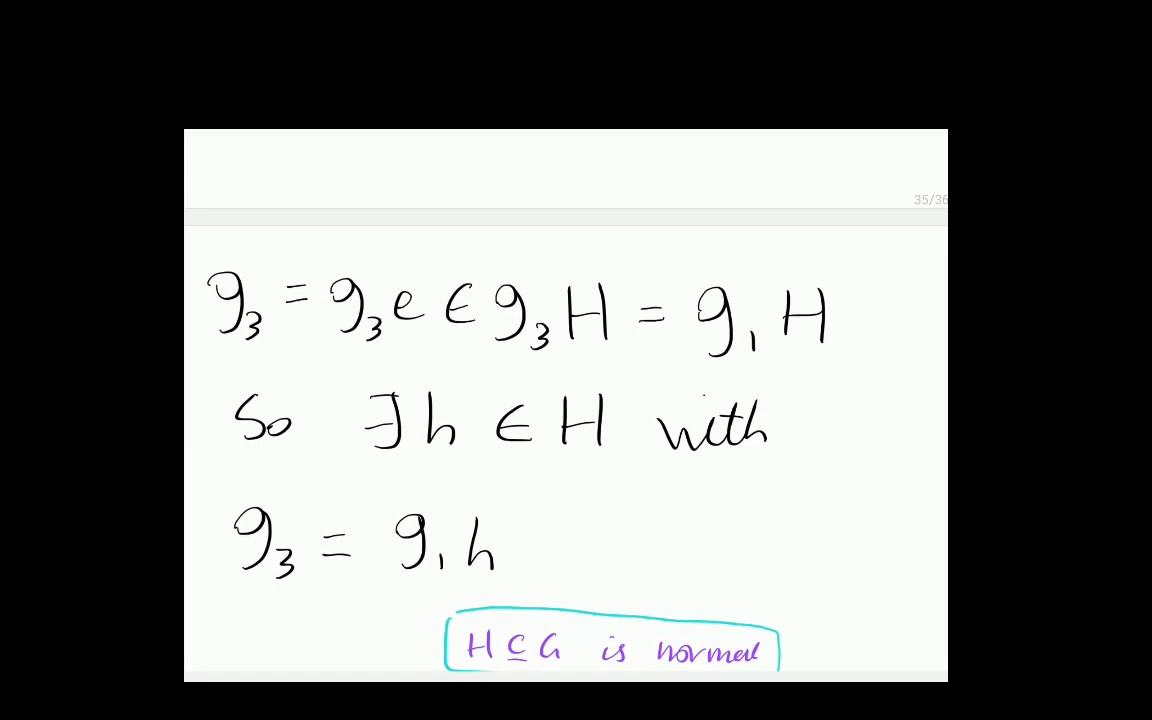 35/36
g₃ = g₃e ∈ g₃H = g₁H
So ∃ h ∈ H with
g₃ = g₁h
H ⊆ G is normal